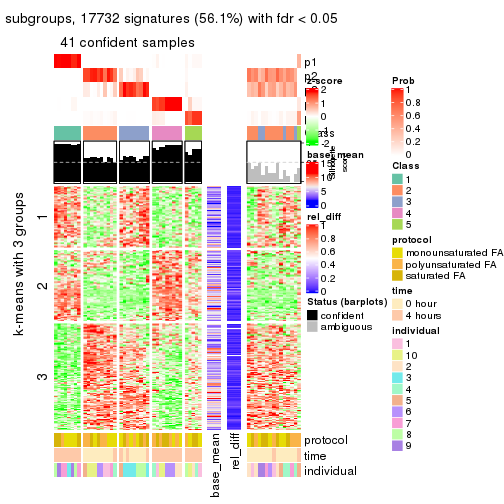 subgroups, 17732 signatures (56.1%) with fdr < 0.05
41 confident samples
p1
p2
z-score
2
1
-1
-2
Class
base_mean
15
10
5
0
rel_diff
1
0.8
0.6
0.4
0.2
0
Status (barplots)
confident
ambiguous
Prob
1
0.8
0.6
0.4
0.2
0
Class
1
2
3
4
5
protocol
monounsaturated FA
polyunsaturated FA
saturated FA
time
0 hour
4 hours
individual
1
10
2
3
4
5
6
7
8
9
k-means with 3 groups
1
2
3
protocol
time
individual
base_mean
rel_diff